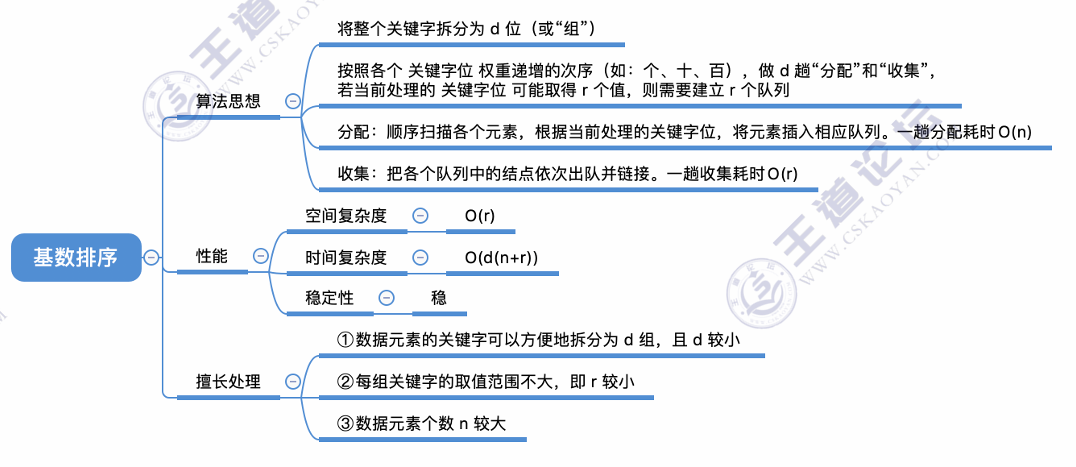 将整个关键字拆分为 d 位（或“组”）
按照各个 关键字位 权重递增的次序（如：个、十、百），做 d 趟“分配”和“收集”，
若当前处理的 关键字位 可能取得 r 个值，则需要建立 r 个队列
算法思想
分配：顺序扫描各个元素，根据当前处理的关键字位，将元素插入相应队列。一趟分配耗时O(n)
收集：把各个队列中的结点依次出队并链接。一趟收集耗时O(r)
基数排序
性能
空间复杂度
O(r)
时间复杂度
O(d(n+r))
稳定性
稳
擅长处理
①数据元素的关键字可以方便地拆分为 d 组，且 d 较小
②每组关键字的取值范围不大，即 r 较小
③数据元素个数 n 较大
王道论坛
WWW.CSKAOYAN.COM